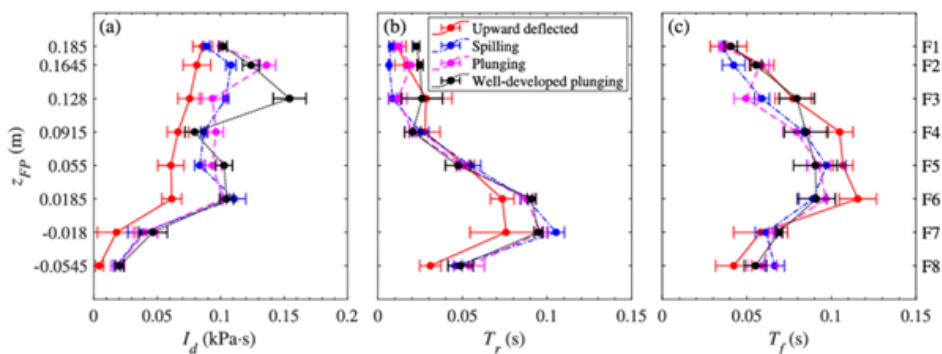 (a)
(b)
(c)
Upward deflected
Spilling
Plunging
Well-developed plunging
0.185
0.1645
0.128
0.0915
0.055
0.0185
-0.018
-0.0545
z_FP (m)
F1
F2
F3
F4
F5
F6
F7
F8
0 0.05 0.1 0.15 0.2
0 0.05 0.1 0.15
0 0.05 0.1 0.15 0.2
I_d (kPa·s)
T_r (s)
T_f (s)